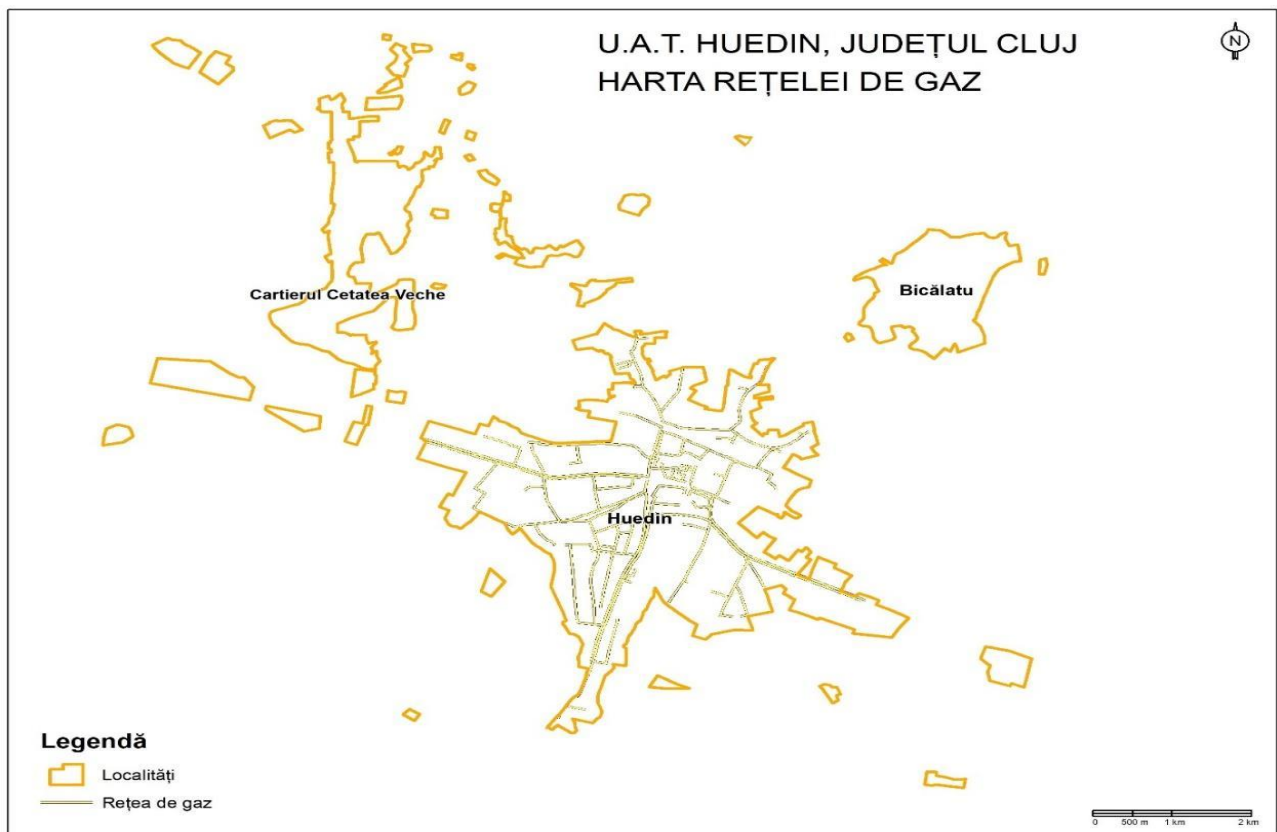 U.A.T. HUEDIN, JUDEȚUL CLUJ
HARTA REȚELEI DE GAZ
N
Cartierul Cetatea Veche
Bicălatu
Huedin
Legendă
Localități
Rețea de gaz
0 500 m 1 km 2 km